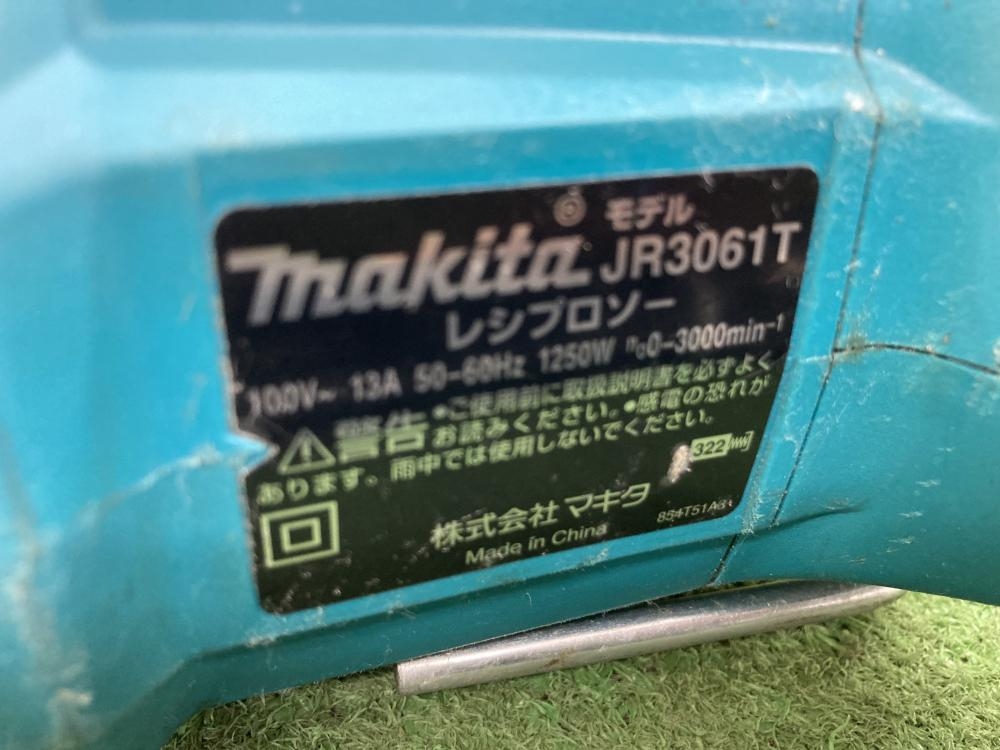 makita® モデル JR3061T
レシプロソー
100V～ 13A 50-60Hz 1250W n₀0-3000min⁻¹
⚠警告 •ご使用前に取扱説明書を必ずよく
お読みください。•感電の恐れが
あります。雨中では使用しないでください。
322
株式会社 マキタ
Made in China